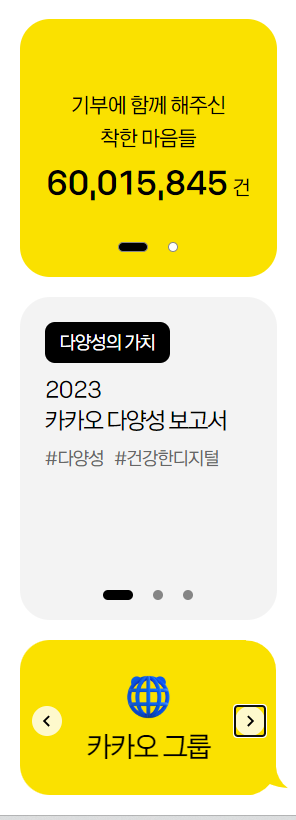 기부에 함께 해주신
착한 마음들
60,015,845 건
다양성의 가치
2023
카카오 다양성 보고서
#다양성 #건강한디지털
카카오 그룹